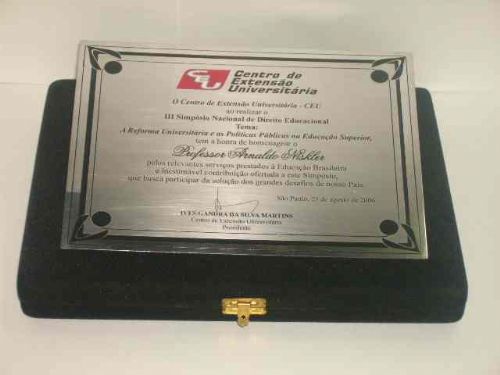 CEU
Centro de
Extensão
Universitária
O Centro de Extensão Universitária - CEU
ao realizar o
III Simpósio Nacional de Direito Educacional
Tema:
A Reforma Universitária e as Políticas Públicas na Educação Superior,
tem a honra de homenagear o
Professor Arnaldo Niskier
pelos relevantes serviços prestados à Educação Brasileira
e inestimável contribuição ofertada a este Simpósio,
que busca participar da solução dos grandes desafios de nosso País.
São Paulo, de agosto de 2006
IVES GANDRA DA SILVA MARTINS
Centro de Extensão Universitária
Presidente